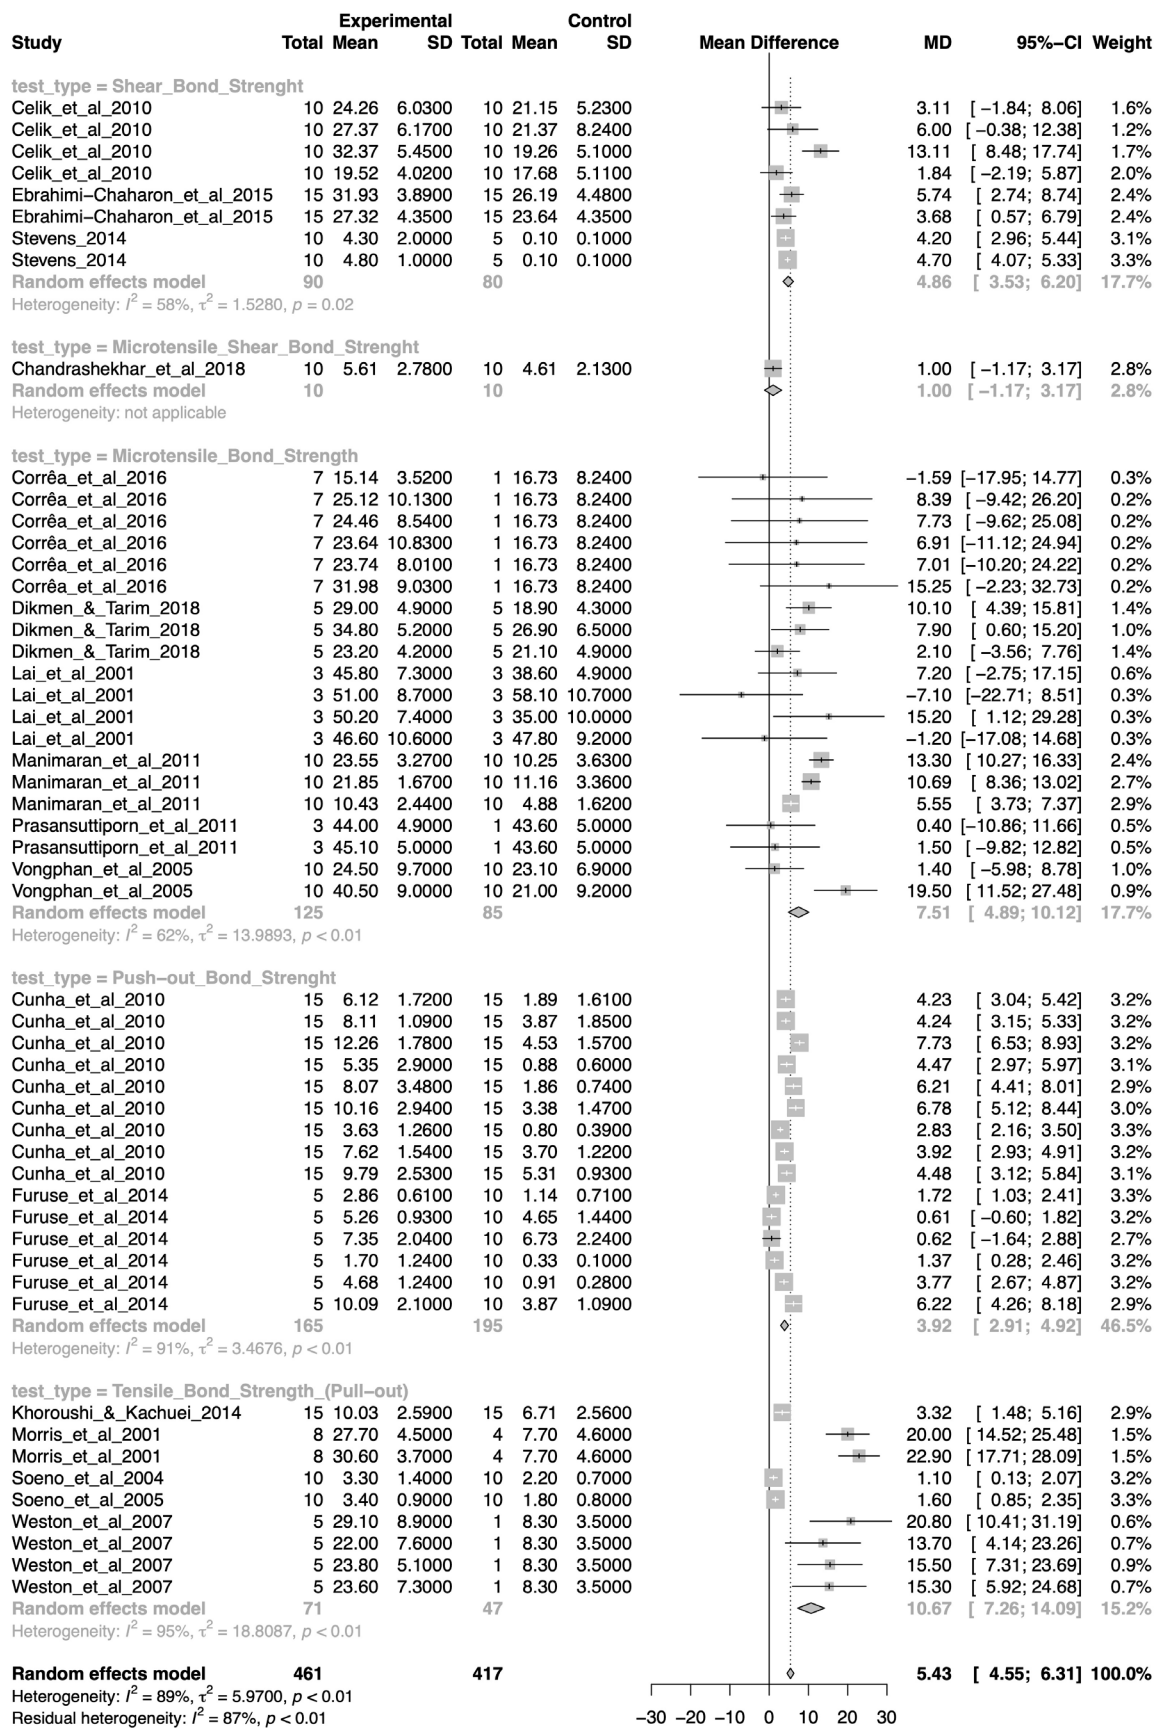 Experimental Control
Study Total Mean SD Total Mean SD Mean Difference MD 95%−CI Weight
test_type = Shear_Bond_Strenght
Celik_et_al_2010 10 24.26 6.0300 10 21.15 5.2300 3.11 [ −1.84; 8.06] 1.6%
Celik_et_al_2010 10 27.37 6.1700 10 21.37 8.2400 6.00 [ −0.38; 12.38] 1.2%
Celik_et_al_2010 10 32.37 5.4500 10 19.26 5.1000 13.11 [ 8.48; 17.74] 1.7%
Celik_et_al_2010 10 19.52 4.0200 10 17.68 5.1100 1.84 [ −2.19; 5.87] 2.0%
Ebrahimi−Chaharon_et_al_2015 15 31.93 3.8900 15 26.19 4.4800 5.74 [ 2.74; 8.74] 2.4%
Ebrahimi−Chaharon_et_al_2015 15 27.32 4.3500 15 23.64 4.3500 3.68 [ 0.57; 6.79] 2.4%
Stevens_2014 10 4.30 2.0000 5 0.10 0.1000 4.20 [ 2.96; 5.44] 3.1%
Stevens_2014 10 4.80 1.0000 5 0.10 0.1000 4.70 [ 4.07; 5.33] 3.3%
Random effects model 90 80 4.86 [ 3.53; 6.20] 17.7%
Heterogeneity: I² = 58%, τ² = 1.5280, p = 0.02
test_type = Microtensile_Shear_Bond_Strenght
Chandrashekhar_et_al_2018 10 5.61 2.7800 10 4.61 2.1300 1.00 [ −1.17; 3.17] 2.8%
Random effects model 10 10 1.00 [ −1.17; 3.17] 2.8%
Heterogeneity: not applicable
test_type = Microtensile_Bond_Strength
Corrêa_et_al_2016 7 15.14 3.5200 1 16.73 8.2400 −1.59 [−17.95; 14.77] 0.3%
Corrêa_et_al_2016 7 25.12 10.1300 1 16.73 8.2400 8.39 [ −9.42; 26.20] 0.2%
Corrêa_et_al_2016 7 24.46 8.5400 1 16.73 8.2400 7.73 [ −9.62; 25.08] 0.2%
Corrêa_et_al_2016 7 23.64 10.8300 1 16.73 8.2400 6.91 [−11.12; 24.94] 0.2%
Corrêa_et_al_2016 7 23.74 8.0100 1 16.73 8.2400 7.01 [−10.20; 24.22] 0.2%
Corrêa_et_al_2016 7 31.98 9.0300 1 16.73 8.2400 15.25 [ −2.23; 32.73] 0.2%
Dikmen_&_Tarim_2018 5 29.00 4.9000 5 18.90 4.3000 10.10 [ 4.39; 15.81] 1.4%
Dikmen_&_Tarim_2018 5 34.80 5.2000 5 26.90 6.5000 7.90 [ 0.60; 15.20] 1.0%
Dikmen_&_Tarim_2018 5 23.20 4.2000 5 21.10 4.9000 2.10 [ −3.56; 7.76] 1.4%
Lai_et_al_2001 3 45.80 7.3000 3 38.60 4.9000 7.20 [ −2.75; 17.15] 0.6%
Lai_et_al_2001 3 51.00 8.7000 3 58.10 10.7000 −7.10 [−22.71; 8.51] 0.3%
Lai_et_al_2001 3 50.20 7.4000 3 35.00 10.0000 15.20 [ 1.12; 29.28] 0.3%
Lai_et_al_2001 3 46.60 10.6000 3 47.80 9.2000 −1.20 [−17.08; 14.68] 0.3%
Manimaran_et_al_2011 10 23.55 3.2700 10 10.25 3.6300 13.30 [ 10.27; 16.33] 2.4%
Manimaran_et_al_2011 10 21.85 1.6700 10 11.16 3.3600 10.69 [ 8.36; 13.02] 2.7%
Manimaran_et_al_2011 10 10.43 2.4400 10 4.88 1.6200 5.55 [ 3.73; 7.37] 2.9%
Prasansuttiporn_et_al_2011 3 44.00 4.9000 1 43.60 5.0000 0.40 [−10.86; 11.66] 0.5%
Prasansuttiporn_et_al_2011 3 45.10 5.0000 1 43.60 5.0000 1.50 [ −9.82; 12.82] 0.5%
Vongphan_et_al_2005 10 24.50 9.7000 10 23.10 6.9000 1.40 [ −5.98; 8.78] 1.0%
Vongphan_et_al_2005 10 40.50 9.0000 10 21.00 9.2000 19.50 [ 11.52; 27.48] 0.9%
Random effects model 125 85 7.51 [ 4.89; 10.12] 17.7%
Heterogeneity: I² = 62%, τ² = 13.9893, p < 0.01
test_type = Push−out_Bond_Strenght
Cunha_et_al_2010 15 6.12 1.7200 15 1.89 1.6100 4.23 [ 3.04; 5.42] 3.2%
Cunha_et_al_2010 15 8.11 1.0900 15 3.87 1.8500 4.24 [ 3.15; 5.33] 3.2%
Cunha_et_al_2010 15 12.26 1.7800 15 4.53 1.5700 7.73 [ 6.53; 8.93] 3.2%
Cunha_et_al_2010 15 5.35 2.9000 15 0.88 0.6000 4.47 [ 2.97; 5.97] 3.1%
Cunha_et_al_2010 15 8.07 3.4800 15 1.86 0.7400 6.21 [ 4.41; 8.01] 2.9%
Cunha_et_al_2010 15 10.16 2.9400 15 3.38 1.4700 6.78 [ 5.12; 8.44] 3.0%
Cunha_et_al_2010 15 3.63 1.2600 15 0.80 0.3900 2.83 [ 2.16; 3.50] 3.3%
Cunha_et_al_2010 15 7.62 1.5400 15 3.70 1.2200 3.92 [ 2.93; 4.91] 3.2%
Cunha_et_al_2010 15 9.79 2.5300 15 5.31 0.9300 4.48 [ 3.12; 5.84] 3.1%
Furuse_et_al_2014 5 2.86 0.6100 10 1.14 0.7100 1.72 [ 1.03; 2.41] 3.3%
Furuse_et_al_2014 5 5.26 0.9300 10 4.65 1.4400 0.61 [ −0.60; 1.82] 3.2%
Furuse_et_al_2014 5 7.35 2.0400 10 6.73 2.2400 0.62 [ −1.64; 2.88] 2.7%
Furuse_et_al_2014 5 1.70 1.2400 10 0.33 0.1000 1.37 [ 0.28; 2.46] 3.2%
Furuse_et_al_2014 5 4.68 1.2400 10 0.91 0.2800 3.77 [ 2.67; 4.87] 3.2%
Furuse_et_al_2014 5 10.09 2.1000 10 3.87 1.0900 6.22 [ 4.26; 8.18] 2.9%
Random effects model 165 195 3.92 [ 2.91; 4.92] 46.5%
Heterogeneity: I² = 91%, τ² = 3.4676, p < 0.01
test_type = Tensile_Bond_Strength_(Pull−out)
Khoroushi_&_Kachuei_2014 15 10.03 2.5900 15 6.71 2.5600 3.32 [ 1.48; 5.16] 2.9%
Morris_et_al_2001 8 27.70 4.5000 4 7.70 4.6000 20.00 [ 14.52; 25.48] 1.5%
Morris_et_al_2001 8 30.60 3.7000 4 7.70 4.6000 22.90 [ 17.71; 28.09] 1.5%
Soeno_et_al_2004 10 3.30 1.4000 10 2.20 0.7000 1.10 [ 0.13; 2.07] 3.2%
Soeno_et_al_2005 10 3.40 0.9000 10 1.80 0.8000 1.60 [ 0.85; 2.35] 3.3%
Weston_et_al_2007 5 29.10 8.9000 1 8.30 3.5000 20.80 [ 10.41; 31.19] 0.6%
Weston_et_al_2007 5 22.00 7.6000 1 8.30 3.5000 13.70 [ 4.14; 23.26] 0.7%
Weston_et_al_2007 5 23.80 5.1000 1 8.30 3.5000 15.50 [ 7.31; 23.69] 0.9%
Weston_et_al_2007 5 23.60 7.3000 1 8.30 3.5000 15.30 [ 5.92; 24.68] 0.7%
Random effects model 71 47 10.67 [ 7.26; 14.09] 15.2%
Heterogeneity: I² = 95%, τ² = 18.8087, p < 0.01
Random effects model 461 417 5.43 [ 4.55; 6.31] 100.0%
Heterogeneity: I² = 89%, τ² = 5.9700, p < 0.01
Residual heterogeneity: I² = 87%, p < 0.01
−30 −20 −10 0 10 20 30